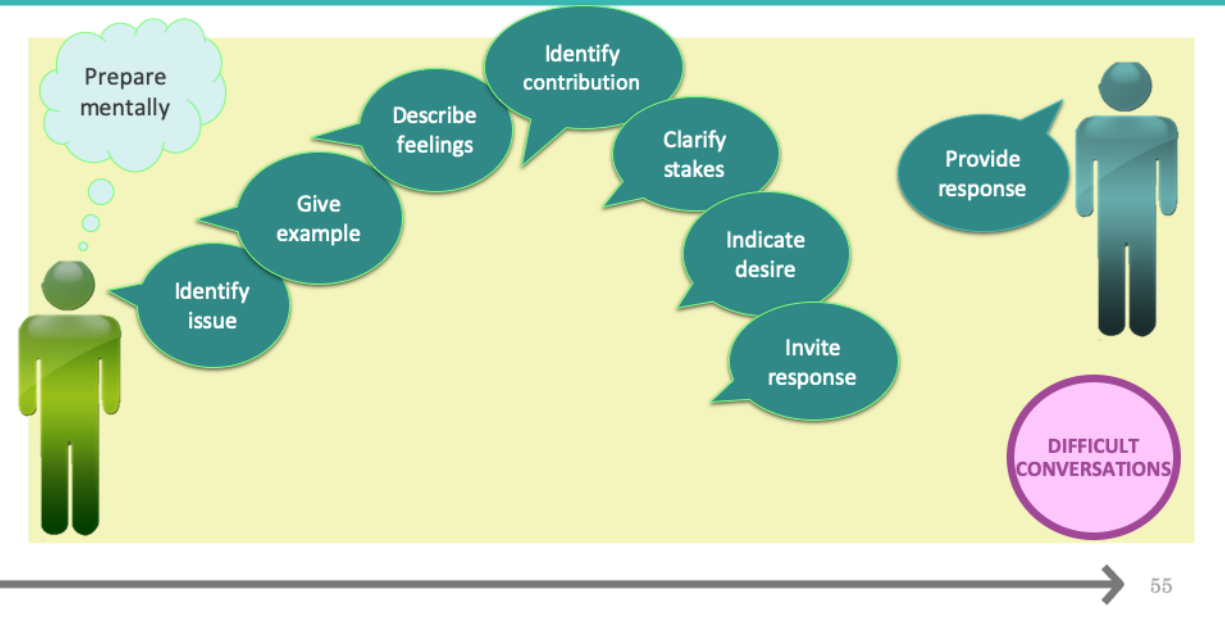 Prepare
mentally
Identify
issue
Give
example
Describe
feelings
Identify
contribution
Clarify
stakes
Indicate
desire
Invite
response
Provide
response
DIFFICULT
CONVERSATIONS
55